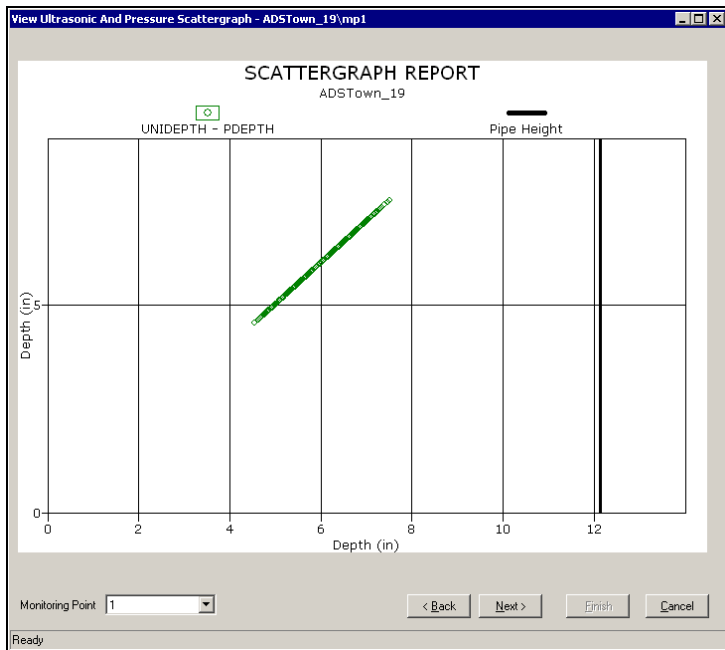 View Ultrasonic And Pressure Scattergraph - ADSTown_19\mp1
SCATTERGRAPH REPORT
ADSTown_19
UNIDEPTH - PDEPTH
Pipe Height
Depth (in)
5
0
0 2 4 6 8 10 12
Depth (in)
Monitoring Point 1
< Back Next > Finish Cancel
Ready